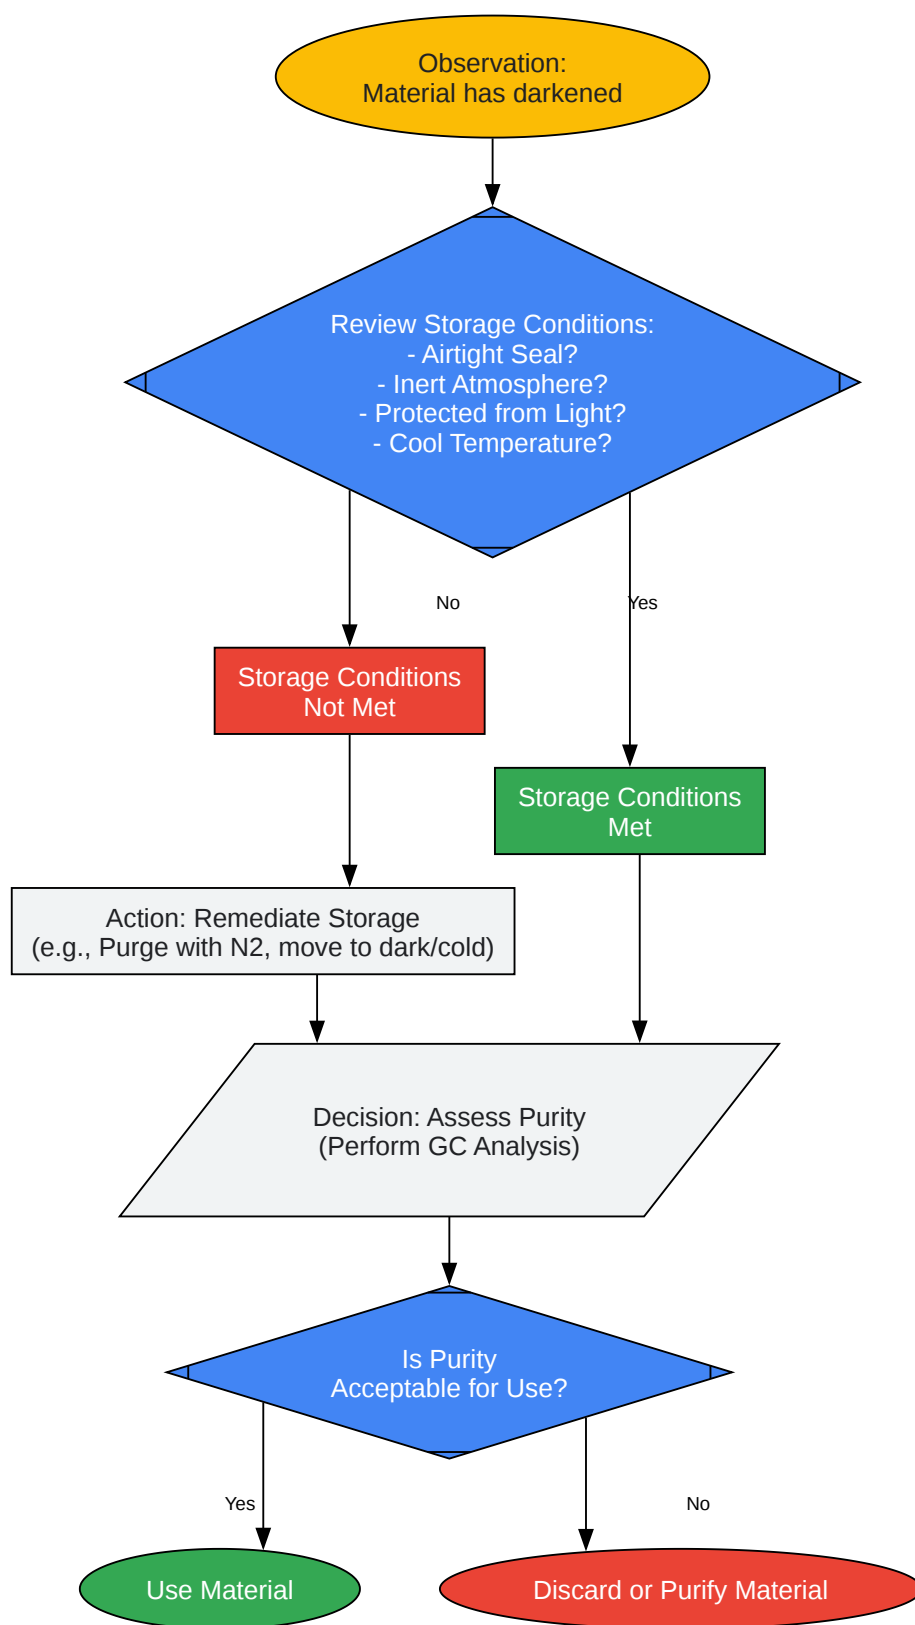 Observation:
Material has darkened
Review Storage Conditions:
- Airtight Seal?
- Inert Atmosphere?
- Protected from Light?
- Cool Temperature?
No
Yes
Storage Conditions
Not Met
Storage Conditions
Met
Action: Remediate Storage
(e.g., Purge with N2, move to dark/cold)
Decision: Assess Purity
(Perform GC Analysis)
Is Purity
Acceptable for Use?
Yes
No
Use Material
Discard or Purify Material